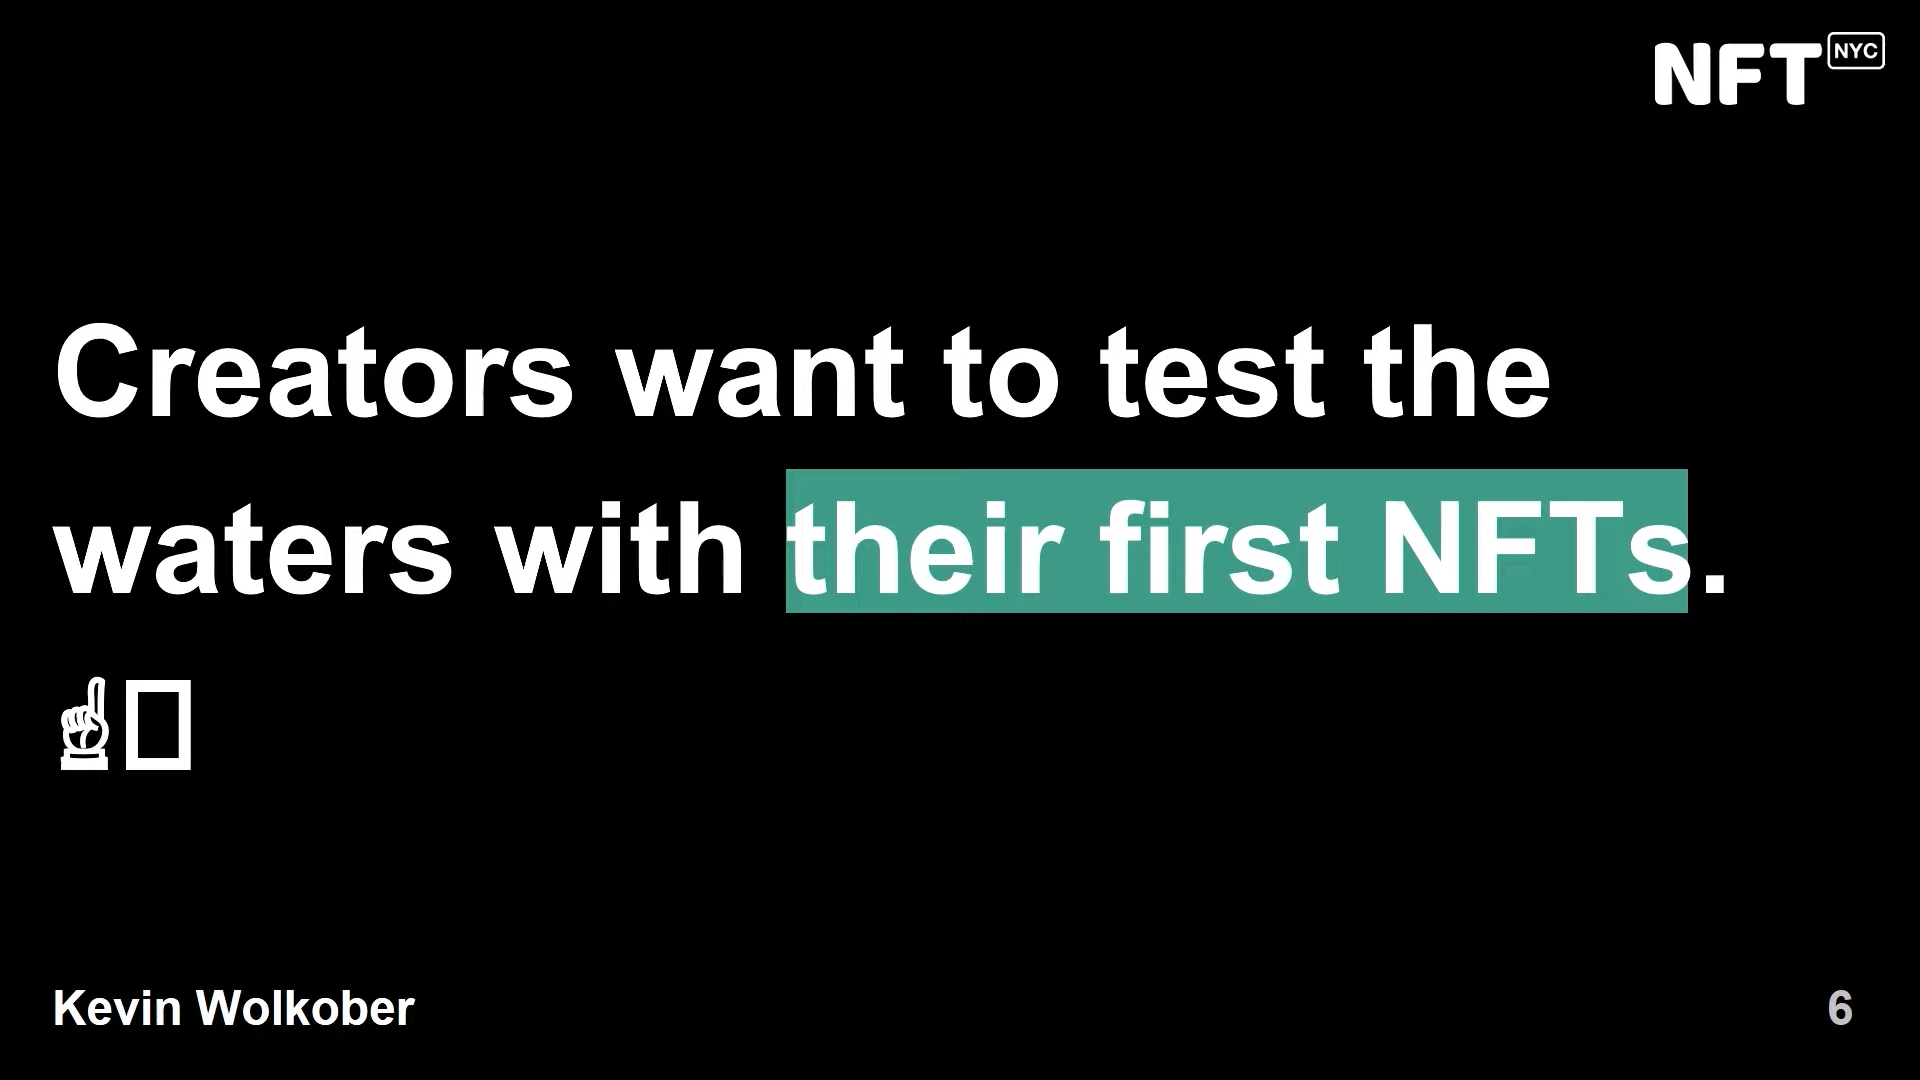 NFT NYC
Creators want to test the
waters with their first NFTs.
☝□
Kevin Wolkober
6